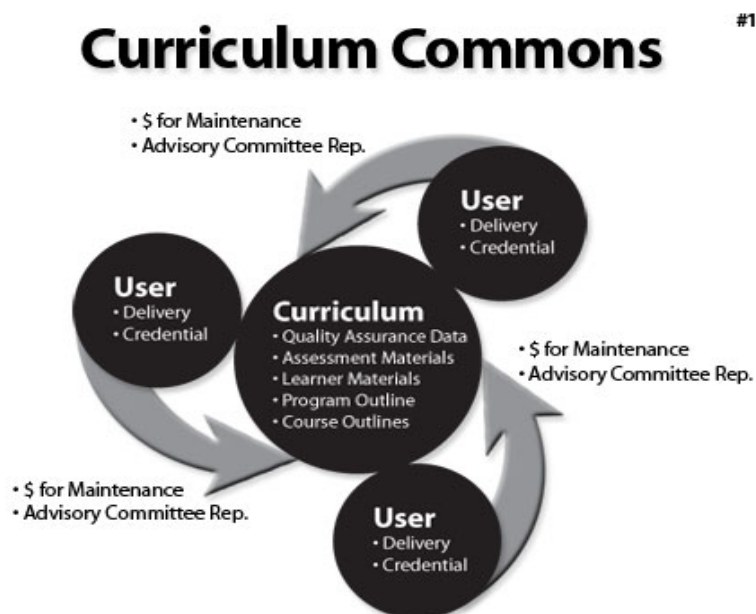 #1
Curriculum Commons
• $ for Maintenance
• Advisory Committee Rep.
User
• Delivery
• Credential
User
• Delivery
• Credential
Curriculum
• Quality Assurance Data
• Assessment Materials
• Learner Materials
• Program Outline
• Course Outlines
• $ for Maintenance
• Advisory Committee Rep.
• $ for Maintenance
• Advisory Committee Rep.
User
• Delivery
• Credential